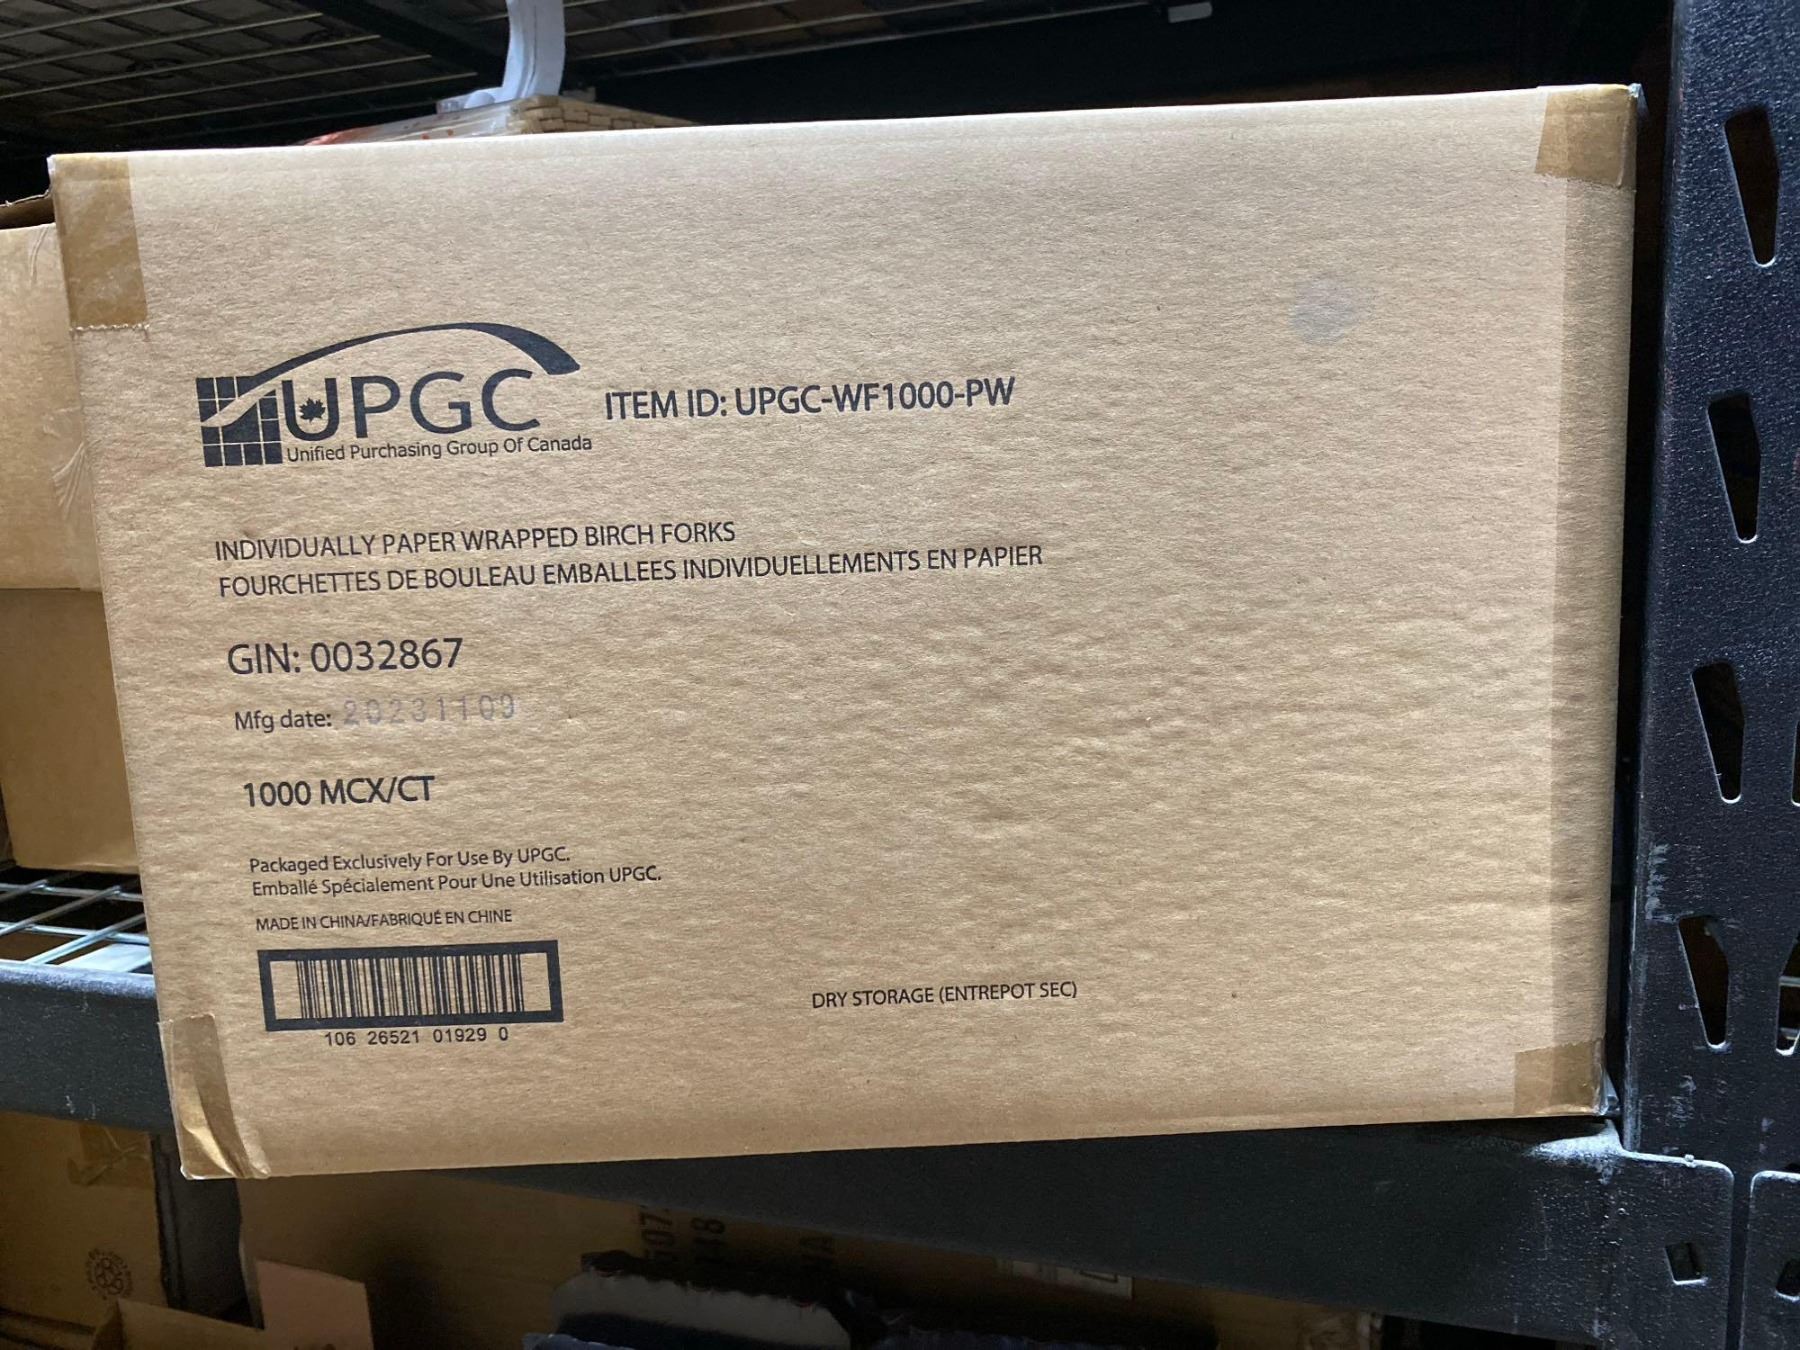 UPGC
Unified Purchasing Group Of Canada
ITEM ID: UPGC-WF1000-PW
INDIVIDUALLY PAPER WRAPPED BIRCH FORKS
FOURCHETTES DE BOULEAU EMBALLEES INDIVIDUELLEMENTS EN PAPIER
GIN: 0032867
Mfg date: 20231109
1000 MCX/CT
Packaged Exclusively For Use By UPGC.
Emballé Spécialement Pour Une Utilisation UPGC.
MADE IN CHINA/FABRIQUÉ EN CHINE
106 26521 01929 0
DRY STORAGE (ENTREPOT SEC)